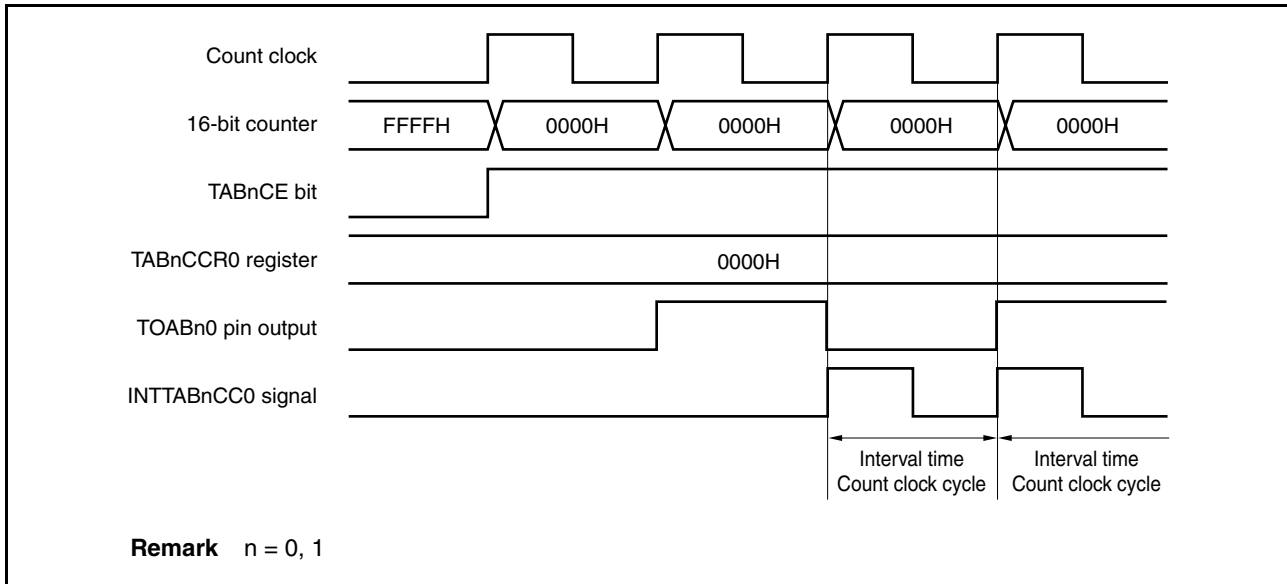 Count clock
16-bit counter
FFFFH 0000H 0000H 0000H 0000H
TABnCE bit
TABnCCR0 register
0000H
TOABn0 pin output
INTTABnCC0 signal
Interval time Interval time
Count clock cycle Count clock cycle
Remark n = 0, 1